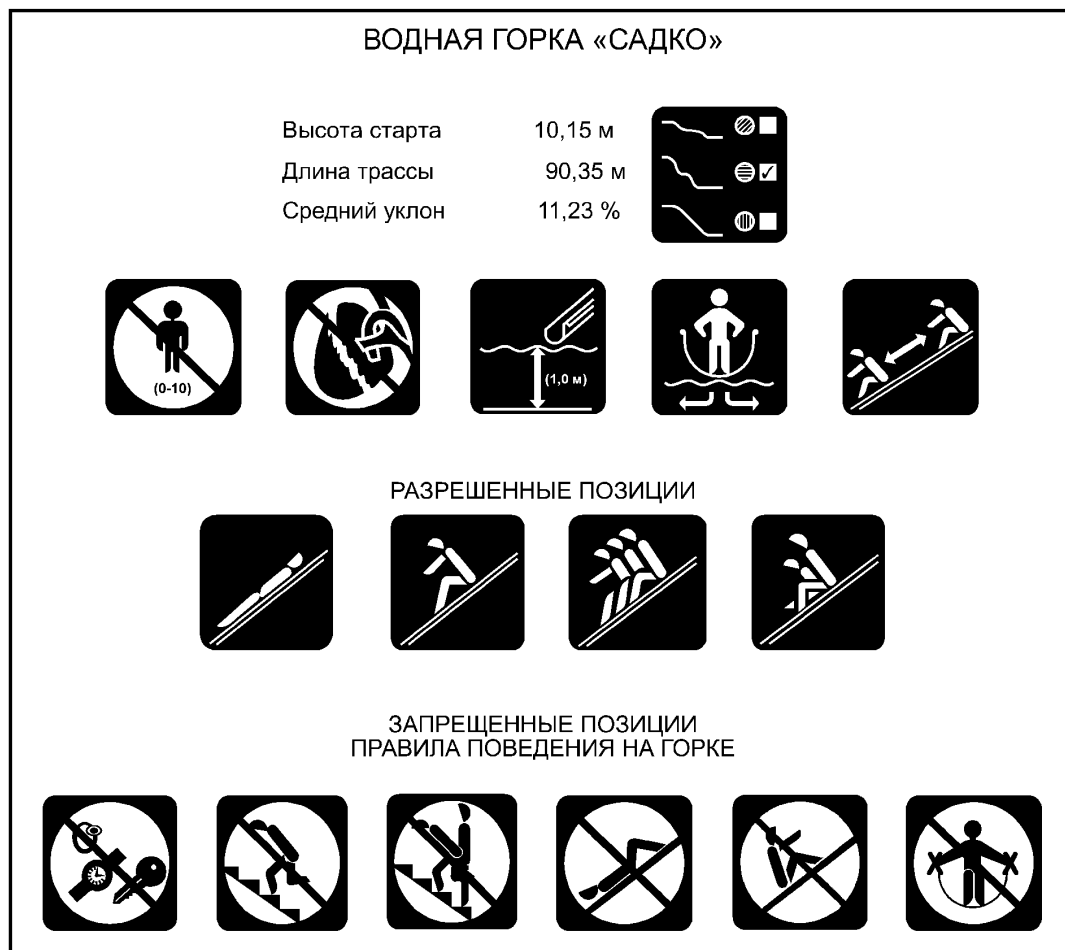 ВОДНАЯ ГОРКА «САДКО»
Высота старта 10,15 м
Длина трассы 90,35 м
Средний уклон 11,23 %
(0-10)
(1,0 м)
РАЗРЕШЕННЫЕ ПОЗИЦИИ
ЗАПРЕЩЕННЫЕ ПОЗИЦИИ
ПРАВИЛА ПОВЕДЕНИЯ НА ГОРКЕ